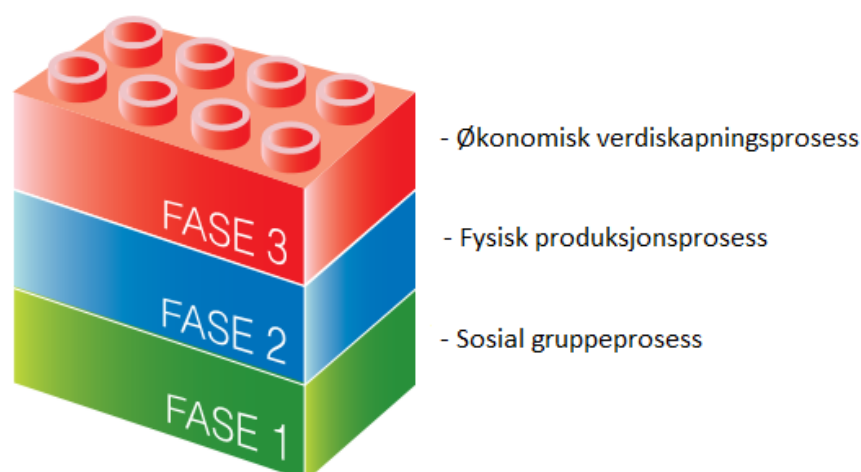 - Økonomisk verdiskapningsprosess
FASE 3
- Fysisk produksjonsprosess
FASE 2
- Sosial gruppeprosess
FASE 1